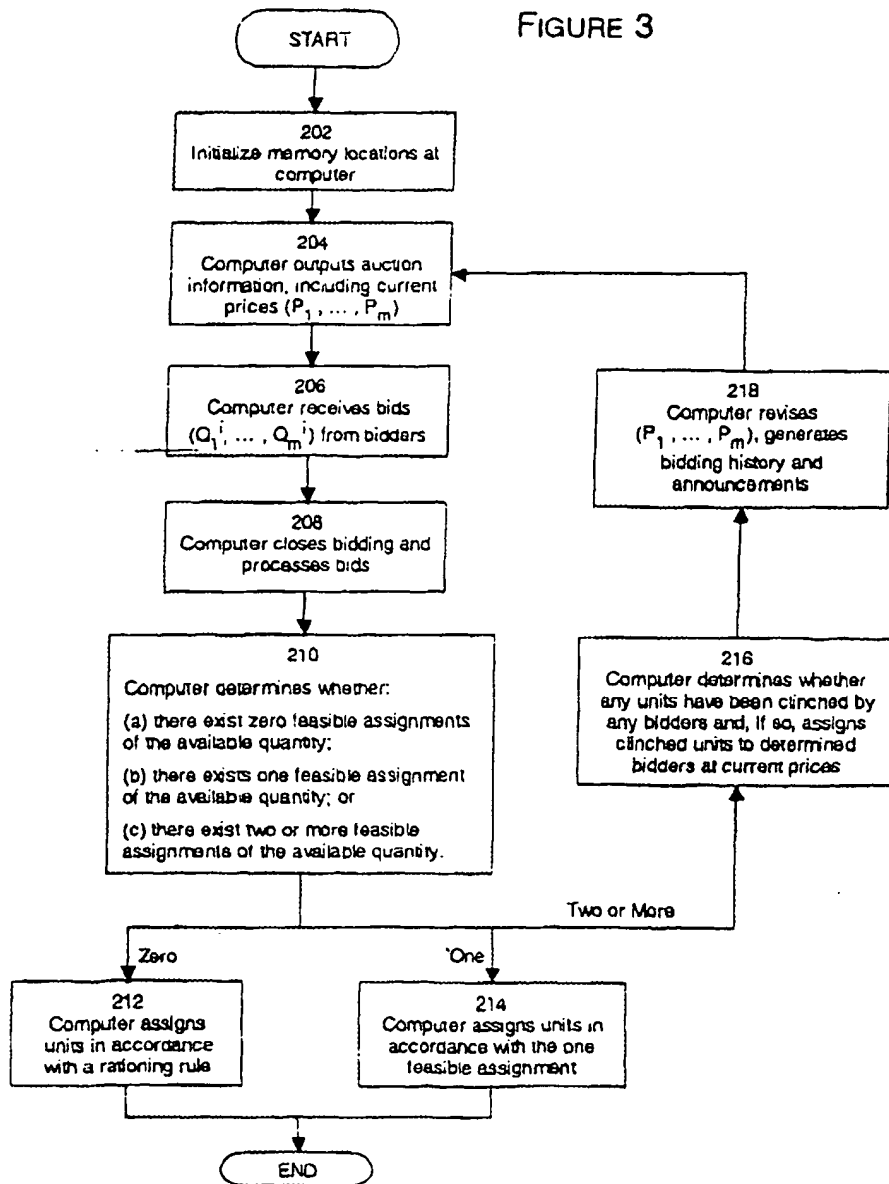 FIGURE 3
START
202
Initialize memory locations at
computer
204
Computer outputs auction
information, including current
prices (P1, ... , Pm)
206
Computer receives bids
(Q1^i, ... , Qm^i) from bidders
208
Computer closes bidding and
processes bids
210
Computer determines whether:
(a) there exist zero feasible assignments
of the available quantity;
(b) there exists one feasible assignment
of the available quantity; or
(c) there exist two or more feasible
assignments of the available quantity.
218
Computer revises
(P1, ... , Pm), generates
bidding history and
announcements
216
Computer determines whether
any units have been clinched by
any bidders and, if so, assigns
clinched units to determined
bidders at current prices
Two or More
Zero
One
212
Computer assigns
units in accordance
with a rationing rule
214
Computer assigns units in
accordance with the one
feasible assignment
END